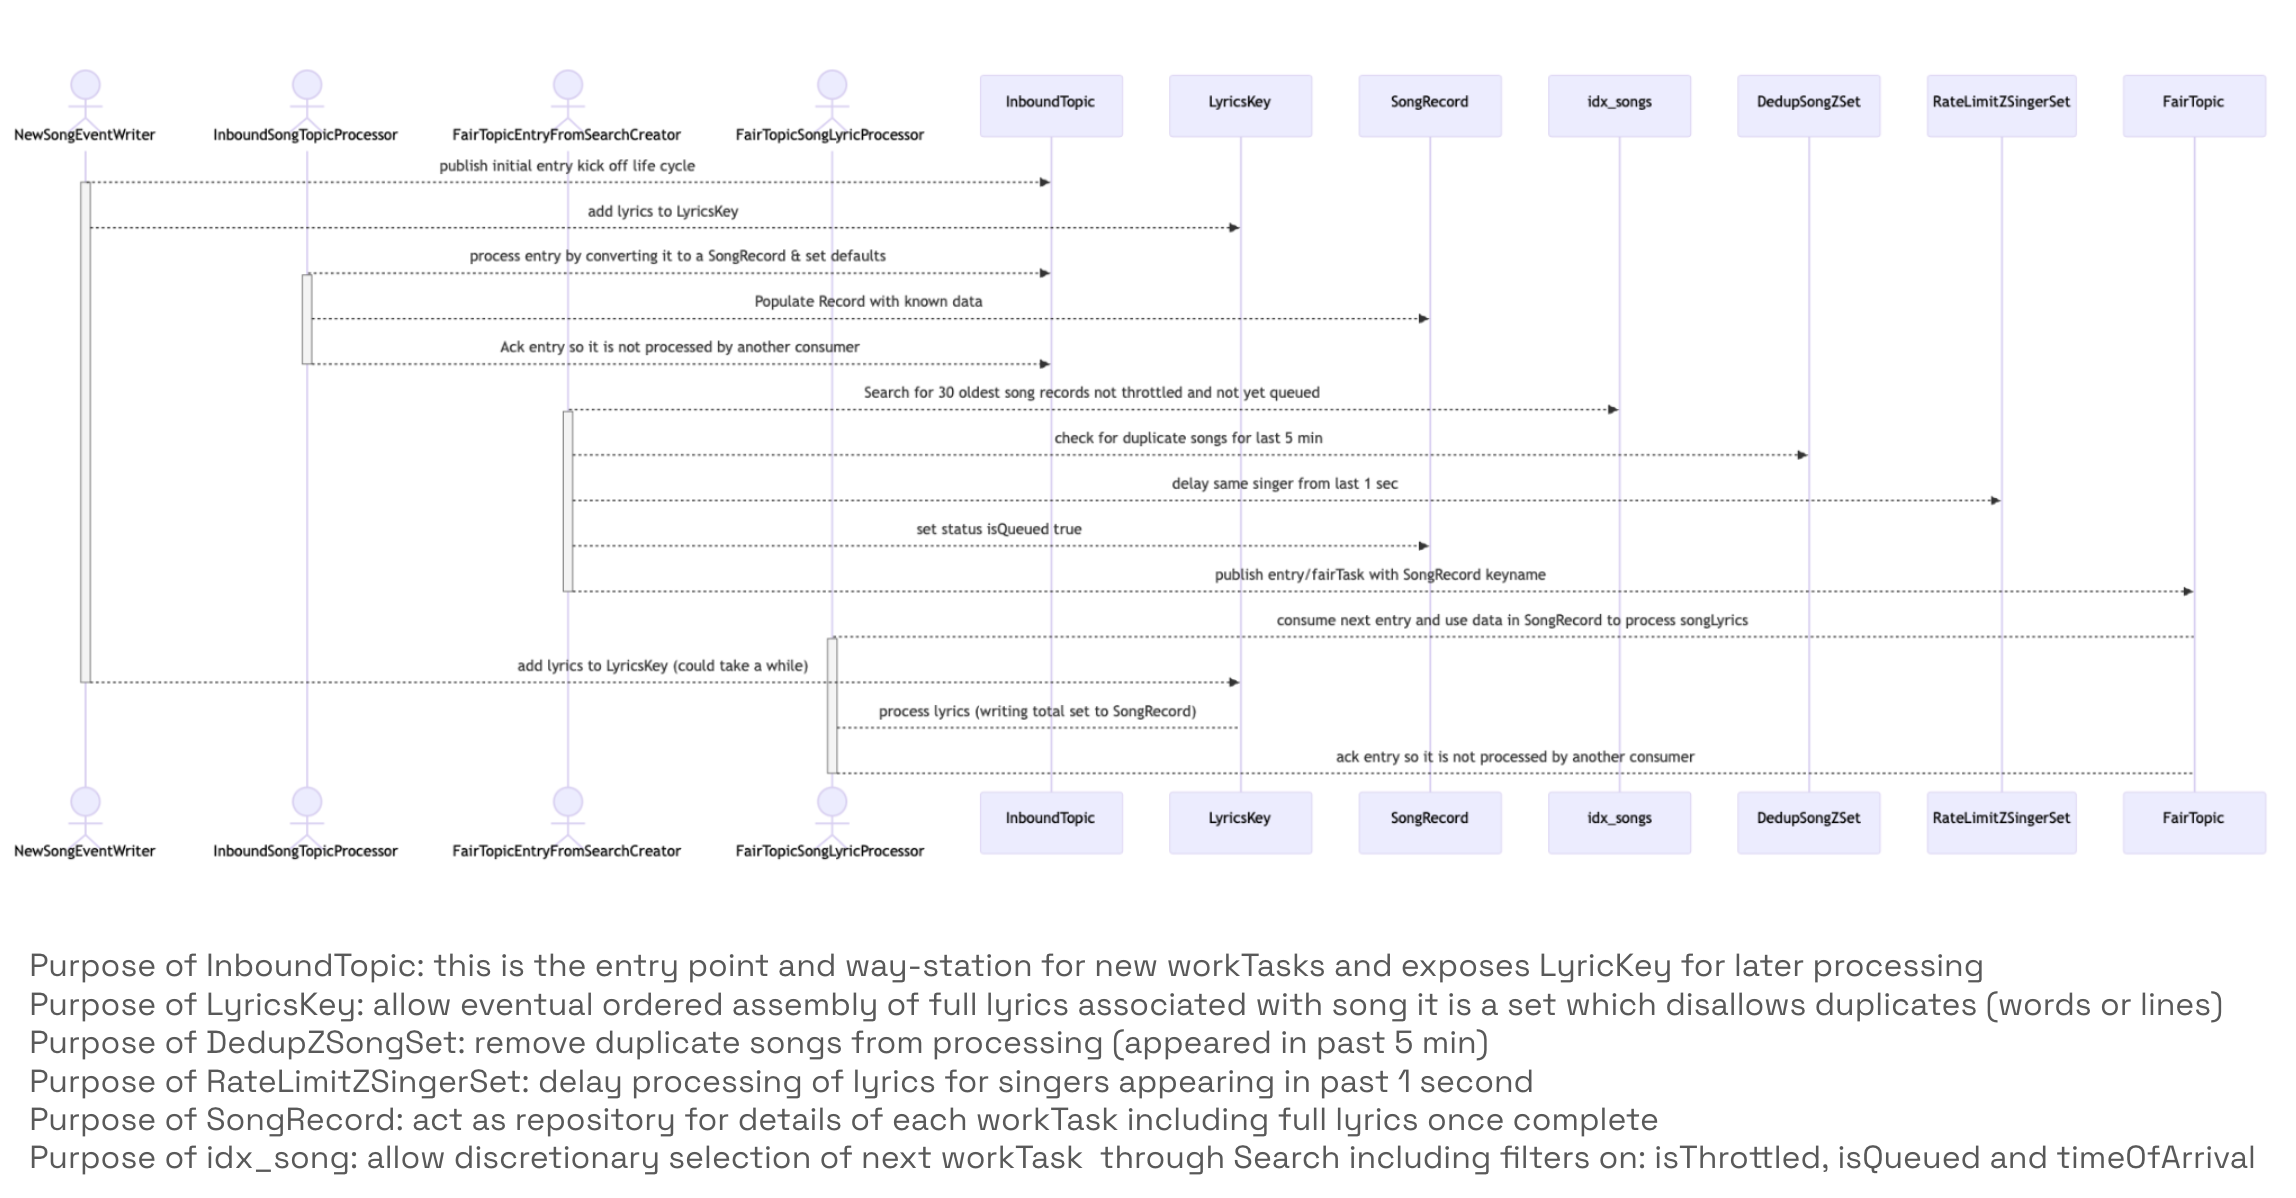 NewSongEventWriter
InboundSongTopicProcessor
FairTopicEntryFromSearchCreator
FairTopicSongLyricProcessor
InboundTopic
LyricsKey
SongRecord
idx_songs
DedupSongZSet
RateLimitZSingerSet
FairTopic
publish initial entry kick off life cycle
add lyrics to LyricsKey
process entry by converting it to a SongRecord & set defaults
Populate Record with known data
Ack entry so it is not processed by another consumer
Search for 30 oldest song records not throttled and not yet queued
check for duplicate songs for last 5 min
delay same singer from last 1 sec
set status isQueued true
publish entry/fairTask with SongRecord keyname
consume next entry and use data in SongRecord to process songLyrics
add lyrics to LyricsKey (could take a while)
process lyrics (writing total set to SongRecord)
ack entry so it is not processed by another consumer
NewSongEventWriter
InboundSongTopicProcessor
FairTopicEntryFromSearchCreator
FairTopicSongLyricProcessor
InboundTopic
LyricsKey
SongRecord
idx_songs
DedupSongZSet
RateLimitZSingerSet
FairTopic
Purpose of InboundTopic: this is the entry point and way-station for new workTasks and exposes LyricKey for later processing
Purpose of LyricsKey: allow eventual ordered assembly of full lyrics associated with song it is a set which disallows duplicates (words or lines)
Purpose of DedupZSongSet: remove duplicate songs from processing (appeared in past 5 min)
Purpose of RateLimitZSingerSet: delay processing of lyrics for singers appearing in past 1 second
Purpose of SongRecord: act as repository for details of each workTask including full lyrics once complete
Purpose of idx_song: allow discretionary selection of next workTask  through Search including filters on: isThrottled, isQueued and timeOfArrival